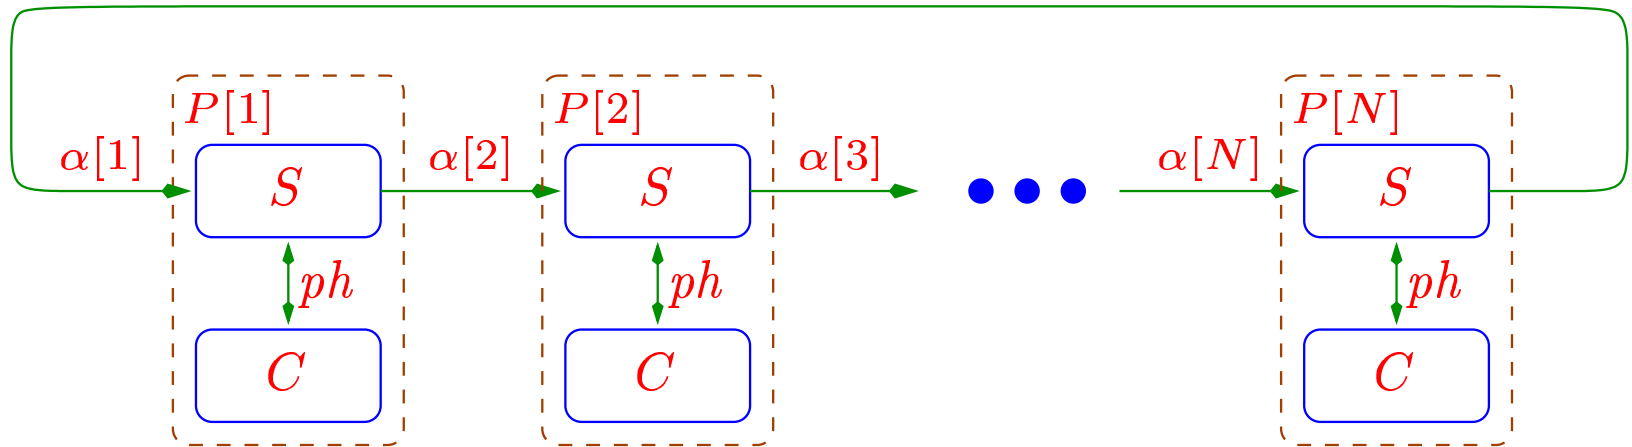 P[1] P[2] P[N]
α[1] α[2] α[3] α[N]
S S S
ph ph ph
C C C